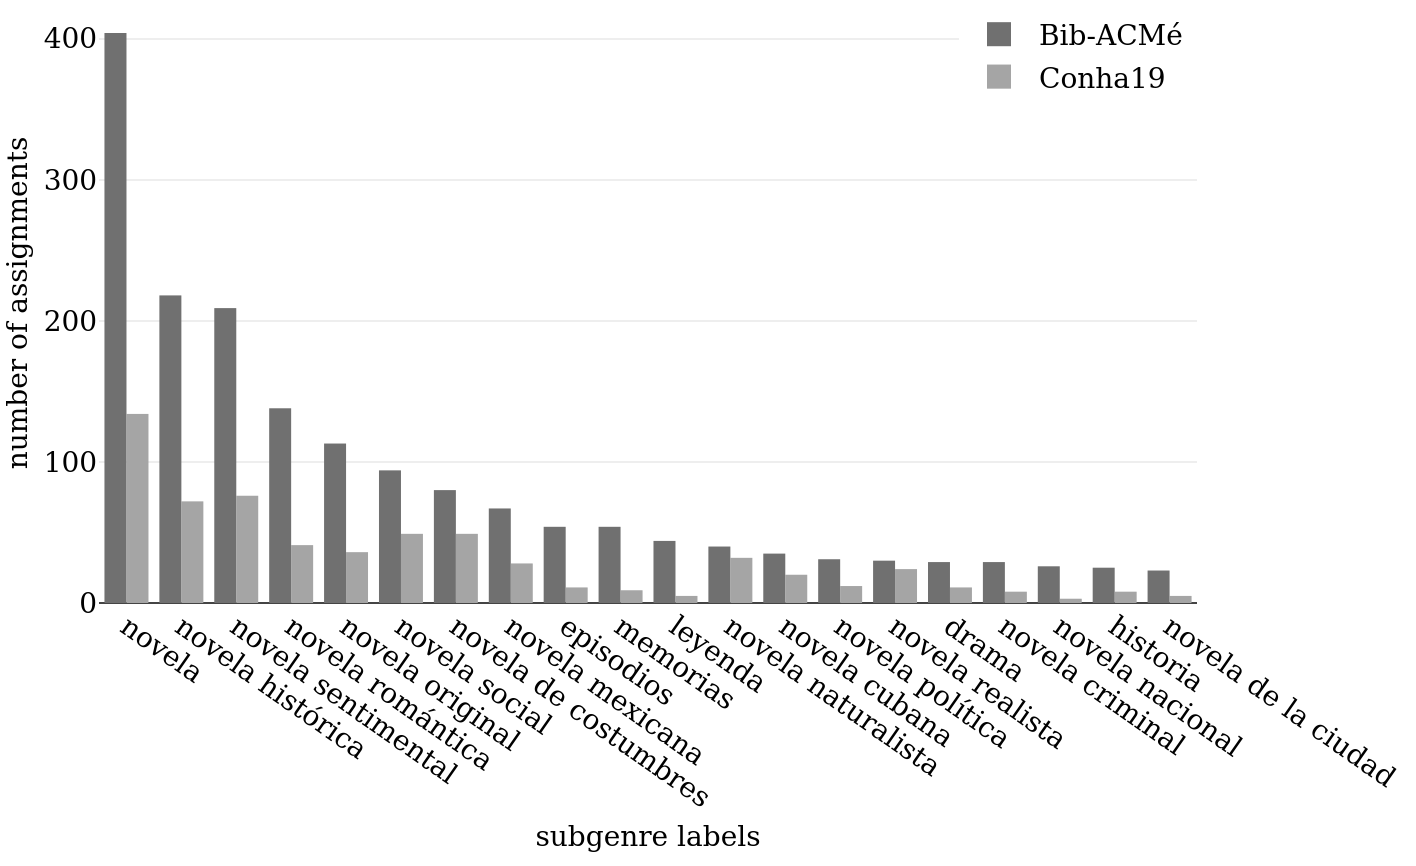 Bib-ACMé
Conha19
number of assignments
400
300
200
100
0
novela
novela histórica
novela sentimental
novela romántica
novela original
novela social
novela de costumbres
novela mexicana
episodios
memorias
leyenda
novela naturalista
novela cubana
novela política
novela realista
drama
novela criminal
novela nacional
historia
novela de la ciudad
subgenre labels